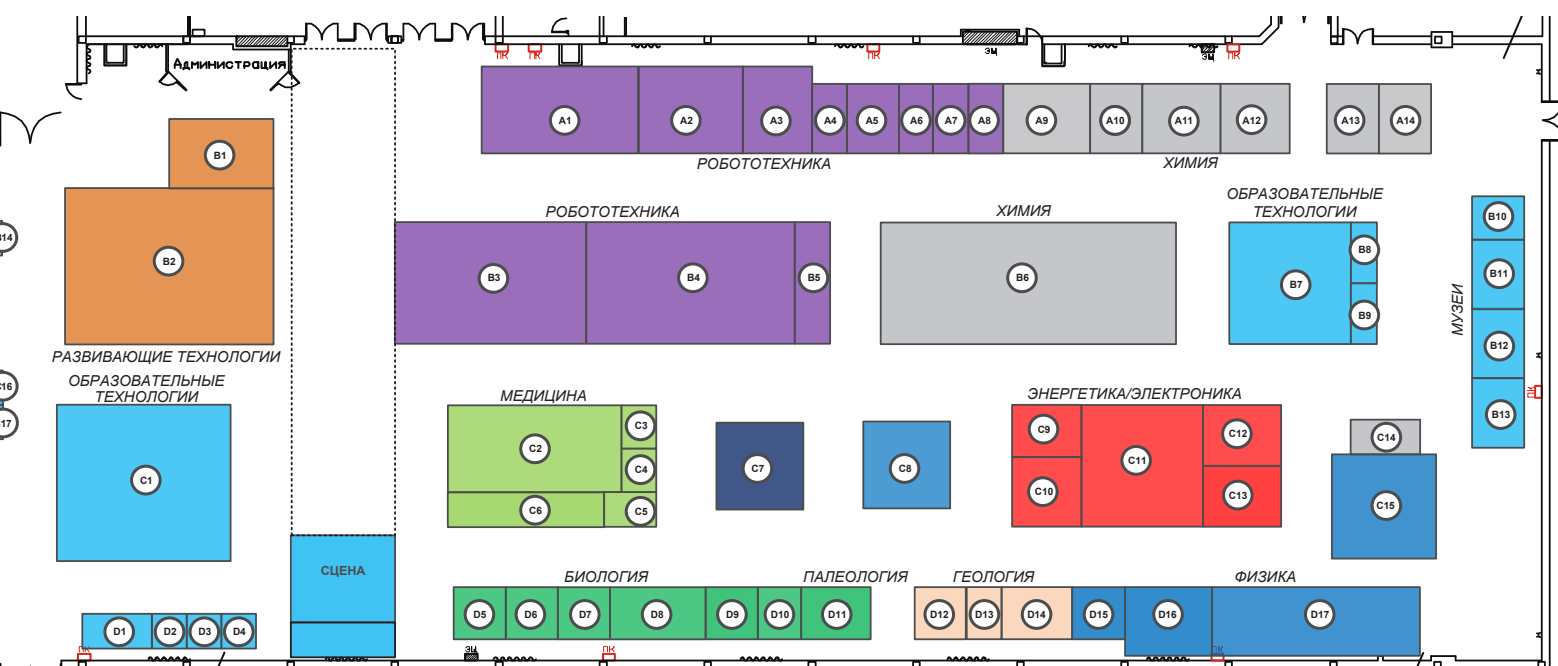 ПК
ПК
ПК
ЭЩ
ЭЩ
ПК
Администрация
A1
A2
A3
A4
A5
A6
A7
A8
A9
A10
A11
A12
A13
A14
РОБОТОТЕХНИКА
ХИМИЯ
B1
B2
РАЗВИВАЮЩИЕ ТЕХНОЛОГИИ
РОБОТОТЕХНИКА
B3
B4
B5
ХИМИЯ
B6
ОБРАЗОВАТЕЛЬНЫЕ
ТЕХНОЛОГИИ
B7
B8
B9
МУЗЕИ
B10
B11
B12
B13
ПК
B14
C16
C17
ОБРАЗОВАТЕЛЬНЫЕ
ТЕХНОЛОГИИ
C1
МЕДИЦИНА
C2
C3
C4
C6
C5
C7
C8
ЭНЕРГЕТИКА/ЭЛЕКТРОНИКА
C9
C10
C11
C12
C13
C14
C15
СЦЕНА
D1
D2
D3
D4
БИОЛОГИЯ
ПАЛЕОЛОГИЯ
ГЕОЛОГИЯ
ФИЗИКА
D5
D6
D7
D8
D9
D10
D11
D12
D13
D14
D15
D16
D17
ПК
ЭЩ
ПК
ПК